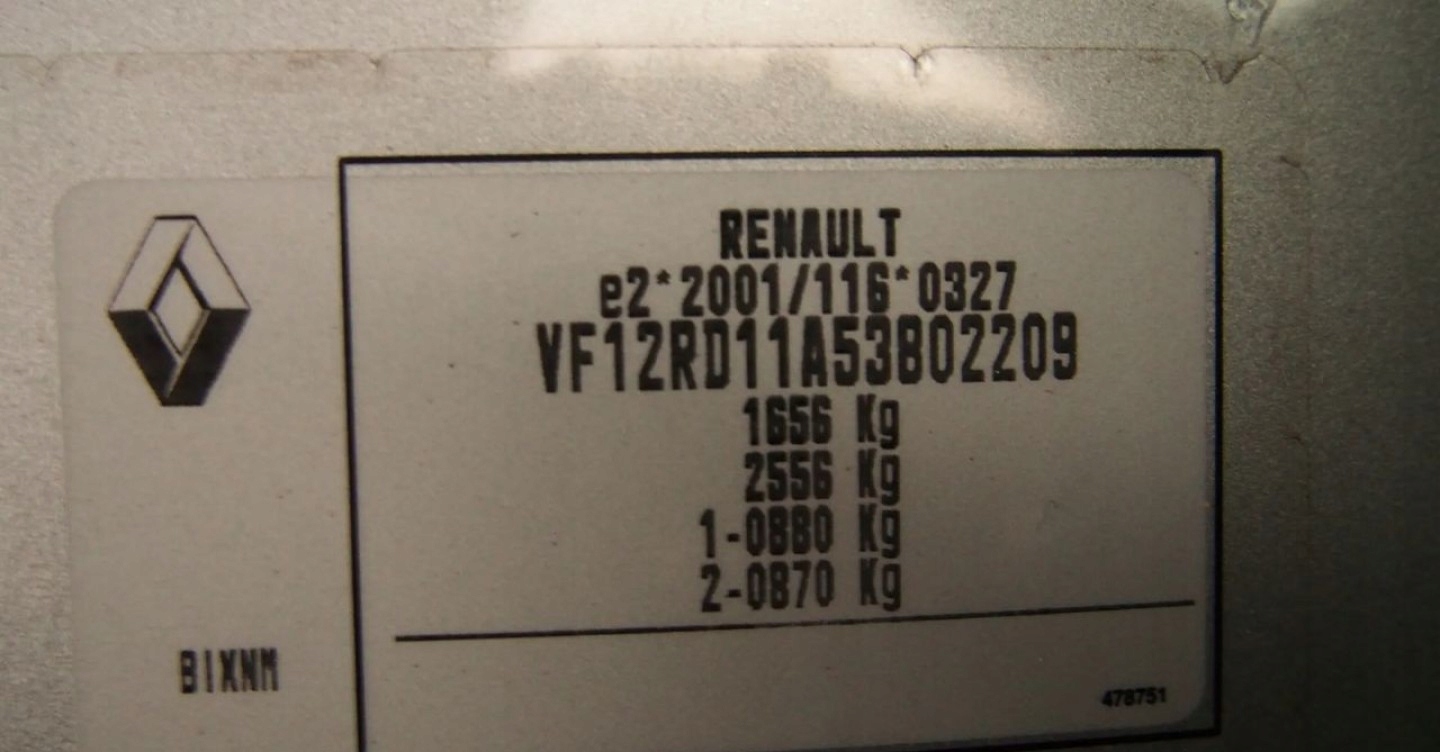 RENAULT
e2*2001/116*0327
VF12RD11A53802209
1656 Kg
2556 Kg
1-0880 Kg
2-0870 Kg
BIXNM
478751